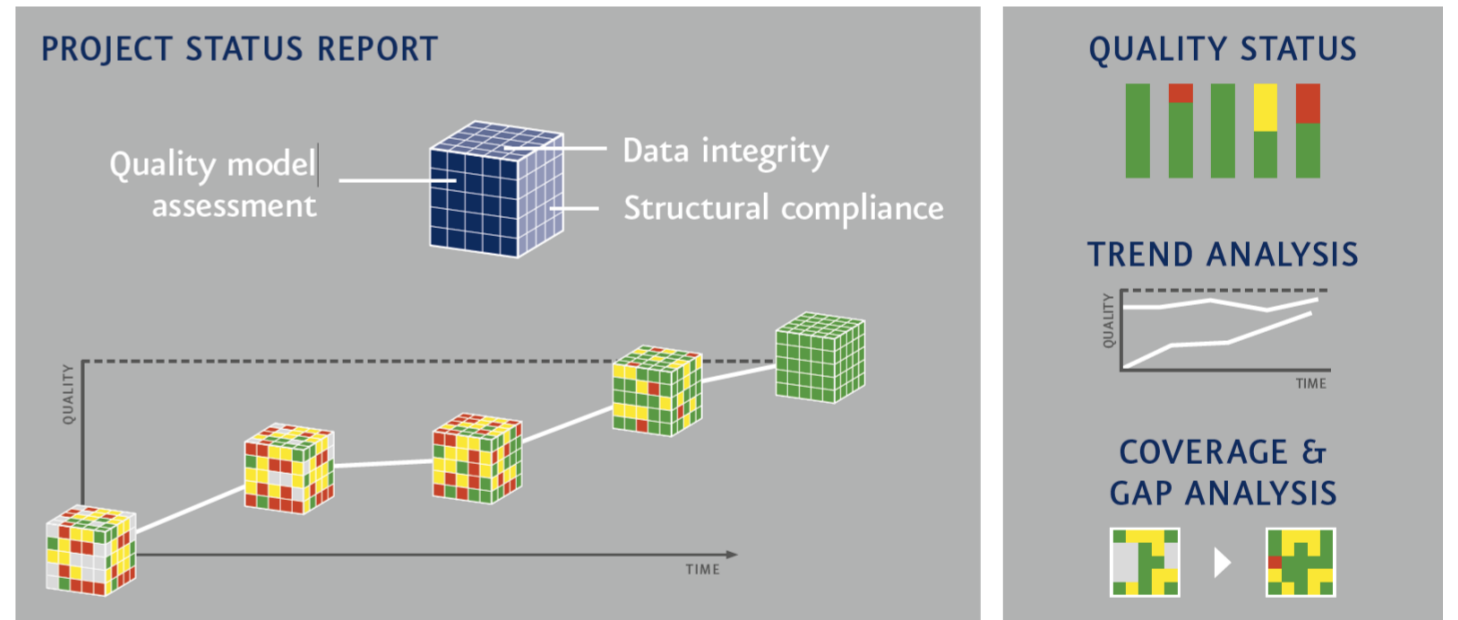 PROJECT STATUS REPORT
Quality model
assessment
Data integrity
Structural compliance
QUALITY
TIME
QUALITY STATUS
TREND ANALYSIS
QUALITY
TIME
COVERAGE &
GAP ANALYSIS